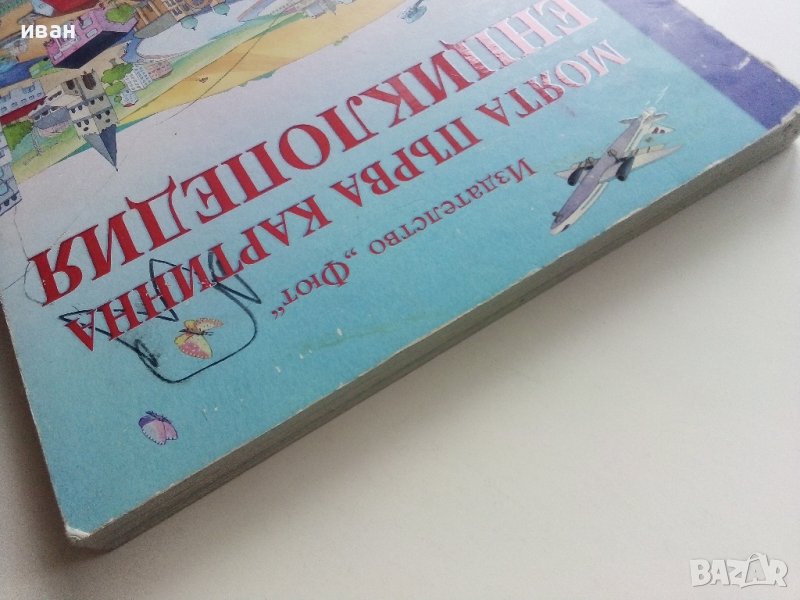 иван
Издателство „Фют“
МОЯТА ПЪРВА КАРТИННА
ЕНЦИКЛОПЕДИЯ
BAZAR